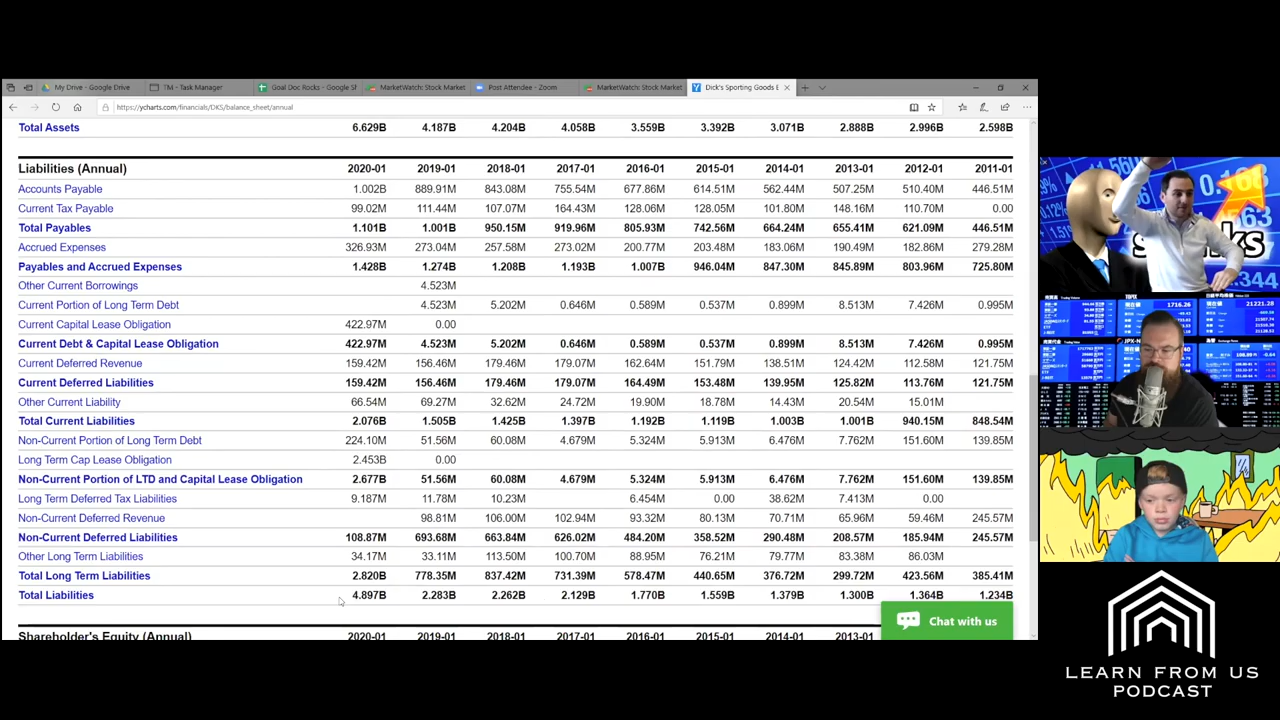 My Drive - Google Drive TM - Task Manager Goal Doc Rocks - Google Sh MarketWatch: Stock Market Post Attendee - Zoom MarketWatch: Stock Market Dick's Sporting Goods B
https://ycharts.com/financials/DKS/balance_sheet/annual
Total Assets 6.629B 4.187B 4.204B 4.058B 3.559B 3.392B 3.071B 2.888B 2.996B 2.598B
Liabilities (Annual) 2020-01 2019-01 2018-01 2017-01 2016-01 2015-01 2014-01 2013-01 2012-01 2011-01
Accounts Payable 1.002B 889.91M 843.08M 755.54M 677.86M 614.51M 562.44M 507.25M 510.40M 446.51M
Current Tax Payable 99.02M 111.44M 107.07M 164.43M 128.06M 128.05M 101.80M 148.16M 110.70M 0.00
Total Payables 1.101B 1.001B 950.15M 919.96M 805.93M 742.56M 664.24M 655.41M 621.09M 446.51M
Accrued Expenses 326.93M 273.04M 257.58M 273.02M 200.77M 203.48M 183.06M 190.49M 182.86M 279.28M
Payables and Accrued Expenses 1.428B 1.274B 1.208B 1.193B 1.007B 946.04M 847.30M 845.89M 803.96M 725.80M
Other Current Borrowings 4.523M
Current Portion of Long Term Debt 4.523M 5.202M 0.646M 0.589M 0.537M 0.899M 8.513M 7.426M 0.995M
Current Capital Lease Obligation 422.97M 0.00
Current Debt & Capital Lease Obligation 422.97M 4.523M 5.202M 0.646M 0.589M 0.537M 0.899M 8.513M 7.426M 0.995M
Current Deferred Revenue 159.42M 156.46M 179.46M 179.07M 162.64M 151.79M 138.51M 124.42M 112.58M 121.75M
Current Deferred Liabilities 159.42M 156.46M 179.46M 179.07M 164.49M 153.48M 139.95M 125.82M 113.76M 121.75M
Other Current Liability 66.54M 69.27M 32.62M 24.72M 19.90M 18.78M 14.43M 20.54M 15.01M
Total Current Liabilities 2.076B 1.505B 1.425B 1.397B 1.192B 1.119B 1.003B 1.001B 940.15M 848.54M
Non-Current Portion of Long Term Debt 224.10M 51.56M 60.08M 4.679M 5.324M 5.913M 6.476M 7.762M 151.60M 139.85M
Long Term Cap Lease Obligation 2.453B 0.00
Non-Current Portion of LTD and Capital Lease Obligation 2.677B 51.56M 60.08M 4.679M 5.324M 5.913M 6.476M 7.762M 151.60M 139.85M
Long Term Deferred Tax Liabilities 9.187M 11.78M 10.23M 6.454M 0.00 38.62M 7.413M 0.00
Non-Current Deferred Revenue 98.81M 106.00M 102.94M 93.32M 80.13M 70.71M 65.96M 59.46M 245.57M
Non-Current Deferred Liabilities 108.87M 693.68M 663.84M 626.02M 484.20M 358.52M 290.48M 208.57M 185.94M 245.57M
Other Long Term Liabilities 34.17M 33.11M 113.50M 100.70M 88.95M 76.21M 79.77M 83.38M 86.03M
Total Long Term Liabilities 2.820B 778.35M 837.42M 731.39M 578.47M 440.65M 376.72M 299.72M 423.56M 385.41M
Total Liabilities 4.897B 2.283B 2.262B 2.129B 1.770B 1.559B 1.379B 1.300B 1.364B 1.234B
Shareholder's Equity (Annual) 2020-01 2019-01 2018-01 2017-01 2016-01 2015-01 2014-01 2013-01
Chat with us
TOPIX
1716.26
21221.28
LEARN FROM US
PODCAST